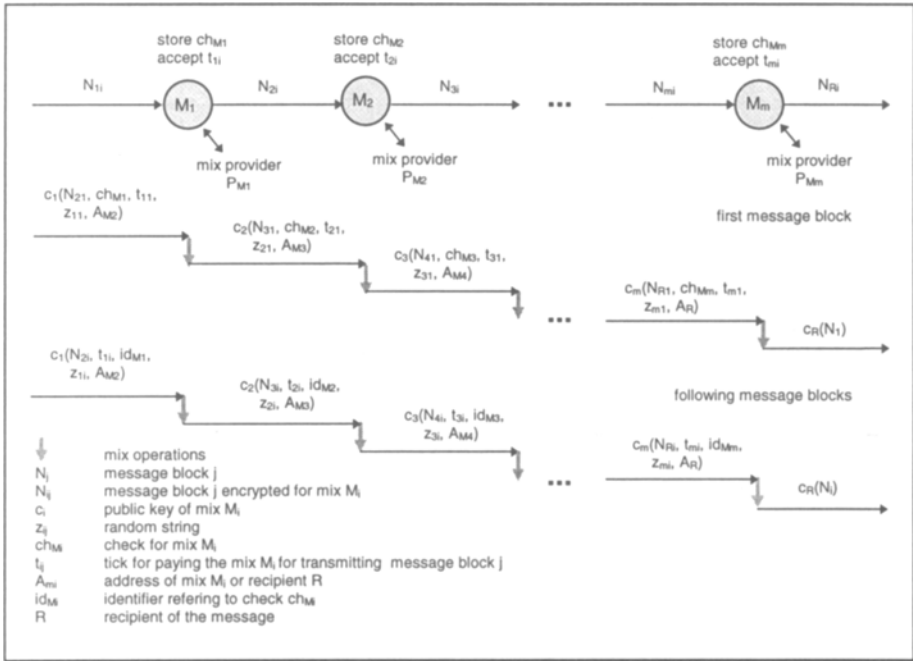 store ch_M1
accept t_1i
store ch_M2
accept t_2i
store ch_Mm
accept t_mi
N_1i
M_1
N_2i
M_2
N_3i
...
N_mi
M_m
N_Ri
mix provider
P_M1
mix provider
P_M2
mix provider
P_Mm
c_1(N_21, ch_M1, t_11,
z_11, A_M2)
c_2(N_31, ch_M2, t_21,
z_21, A_M3)
c_3(N_41, ch_M3, t_31,
z_31, A_M4)
...
c_m(N_R1, ch_Mm, t_m1,
z_m1, A_R)
c_R(N_1)
first message block
c_1(N_2i, t_1i, id_M1,
z_1i, A_M2)
c_2(N_3i, t_2i, id_M2,
z_2i, A_M3)
c_3(N_4i, t_3i, id_M3,
z_3i, A_M4)
...
c_m(N_Ri, t_mi, id_Mm,
z_mi, A_R)
c_R(N_i)
following message blocks
mix operations
N_j message block j
N_ij message block j encrypted for mix M_i
c_i public key of mix M_i
z_ij random string
ch_Mi check for mix M_i
t_ij tick for paying the mix M_i for transmitting message block j
A_mi address of mix M_i or recipient R
id_Mi identifier refering to check ch_Mi
R recipient of the message